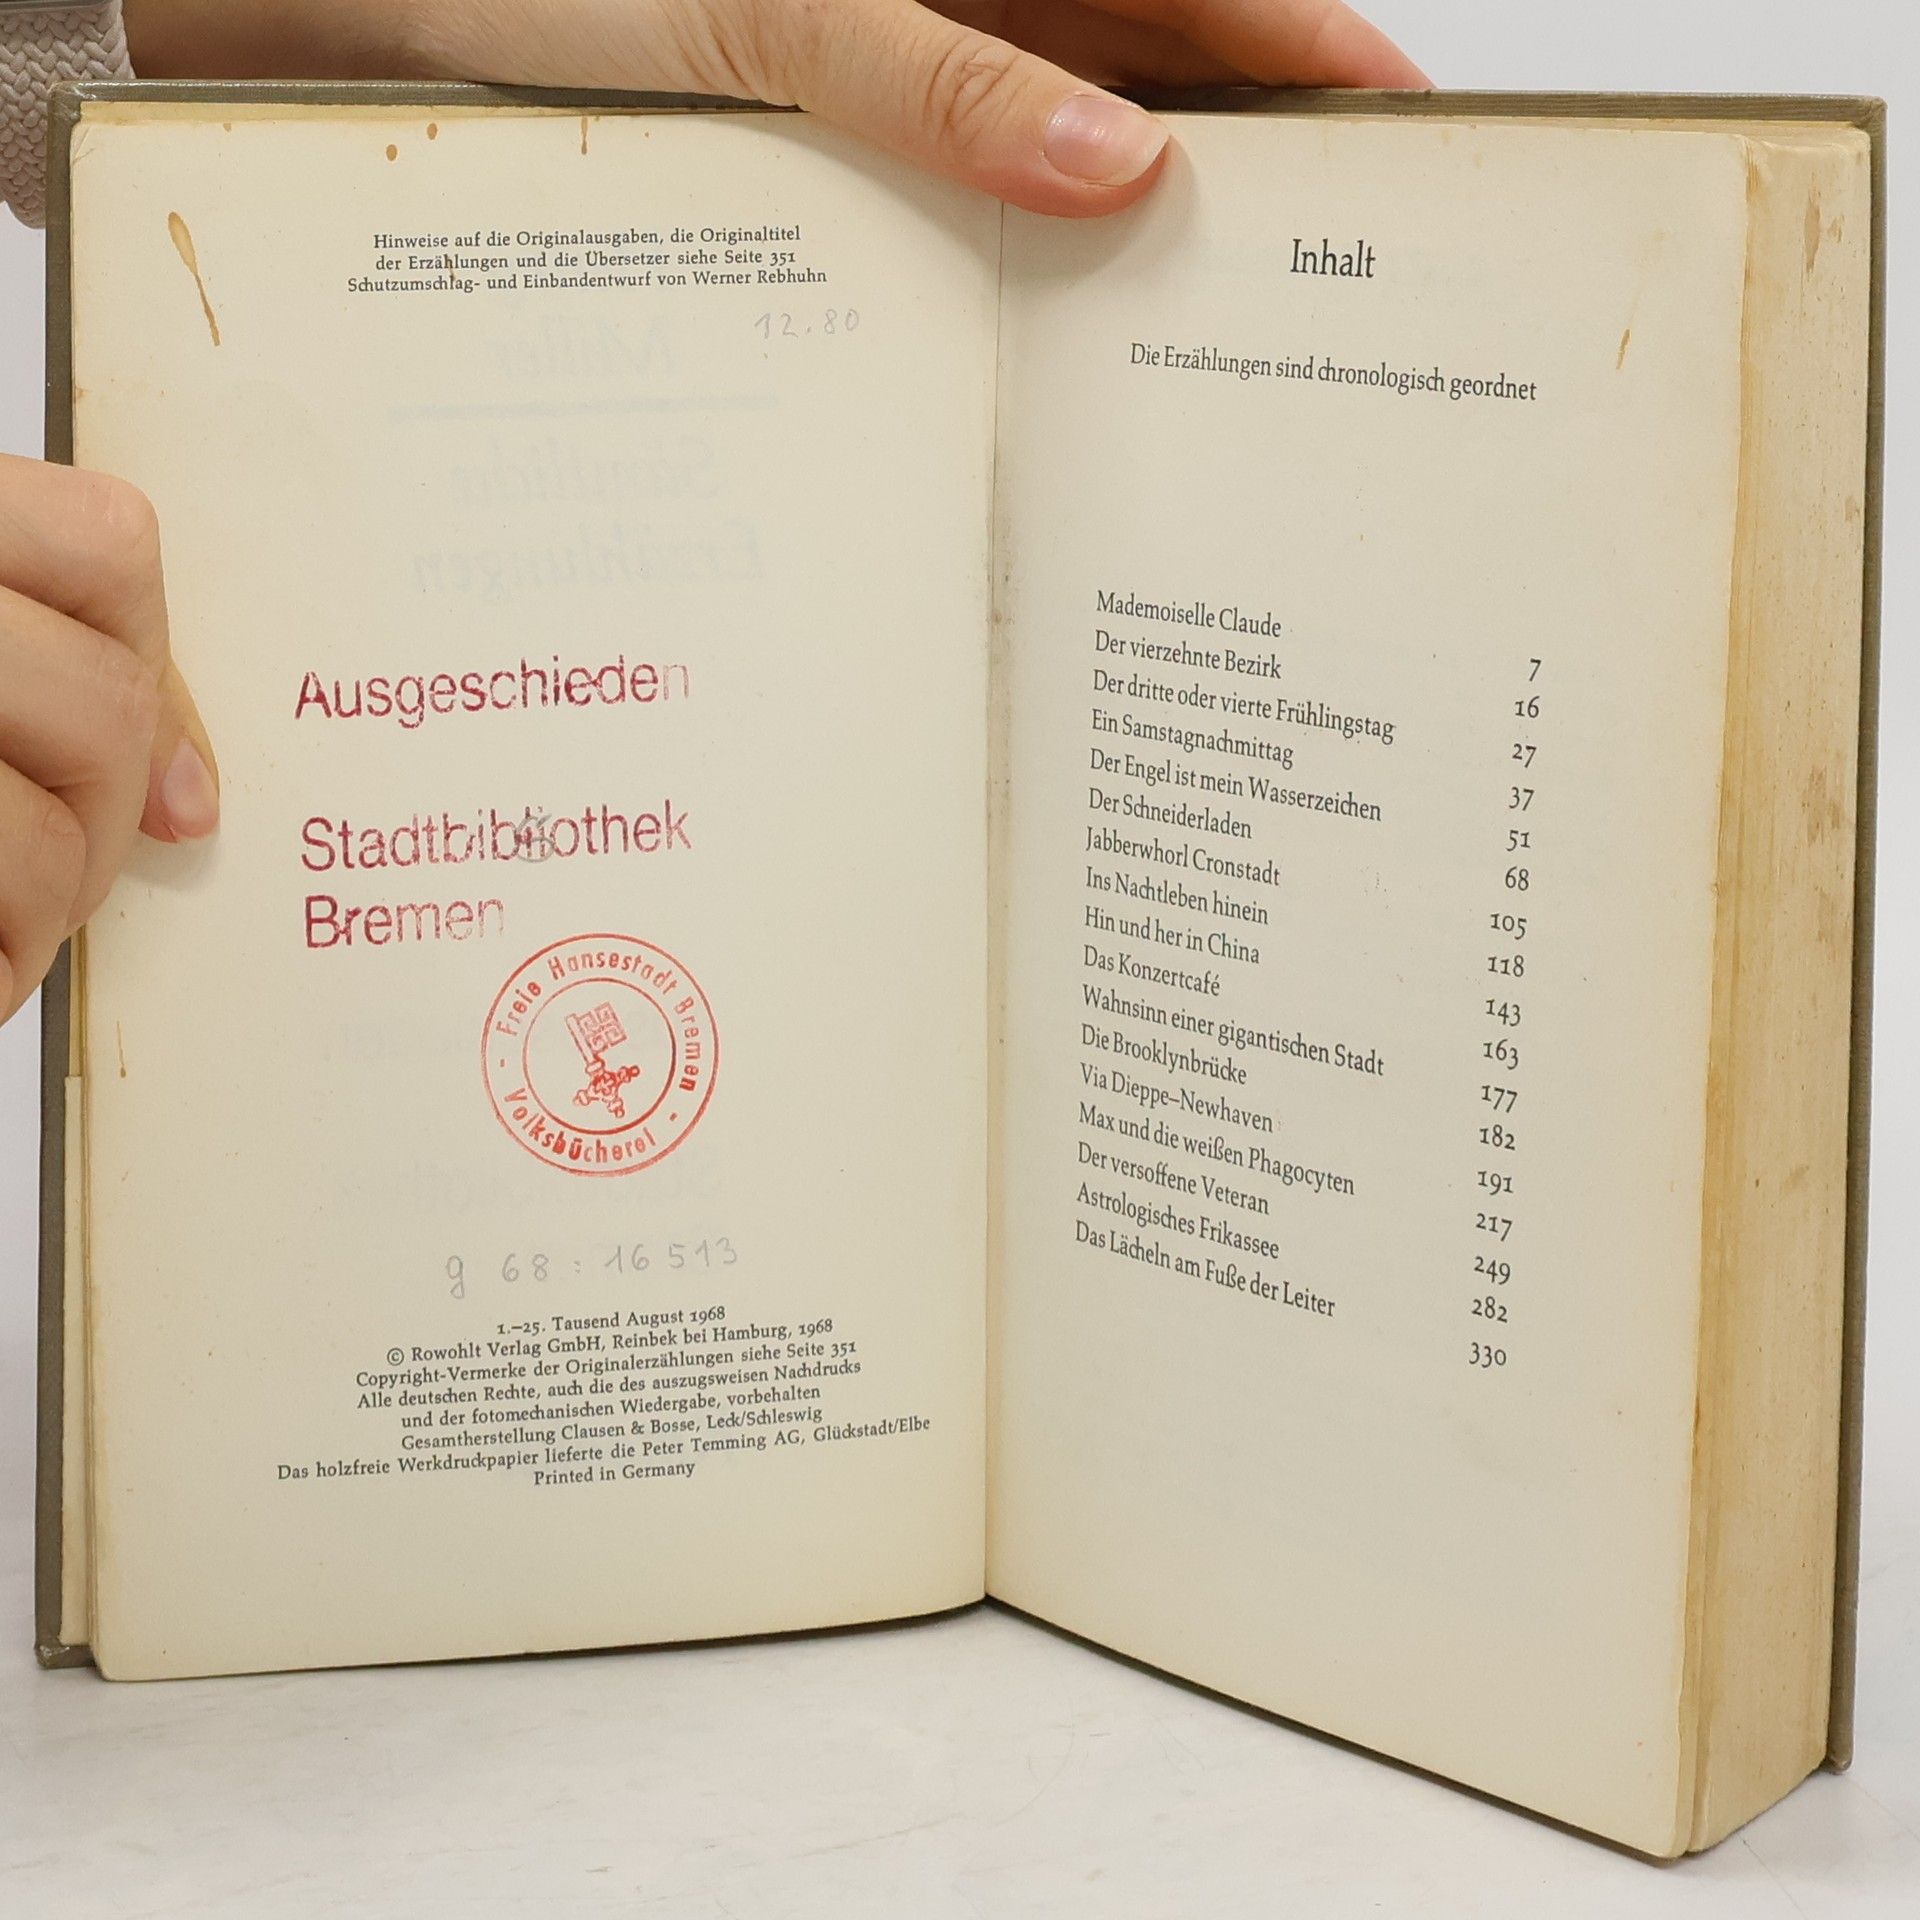 Hinweise auf die Originalausgaben, die Originaltitel
der Erzählungen und die Übersetzer siehe Seite 351
Schutzumschlag- und Einbandentwurf von Werner Rebhuhn
12.80
Ausgeschieden
Stadtbibliothek
Bremen
- Freie Hansestadt Bremen -
Volksbücherei
g 68 : 16513
1.–25. Tausend August 1968
© Rowohlt Verlag GmbH, Reinbek bei Hamburg, 1968
Copyright-Vermerke der Originalerzählungen siehe Seite 351
Alle deutschen Rechte, auch die des auszugsweisen Nachdrucks
und der fotomechanischen Wiedergabe, vorbehalten
Gesamtherstellung Clausen & Bosse, Leck/Schleswig
Das holzfreie Werkdruckpapier lieferte die Peter Temming AG, Glückstadt/Elbe
Printed in Germany
Inhalt
Die Erzählungen sind chronologisch geordnet
Mademoiselle Claude 7
Der vierzehnte Bezirk 16
Der dritte oder vierte Frühlingstag 27
Ein Samstagnachmittag 37
Der Engel ist mein Wasserzeichen 51
Der Schneiderladen 68
Jabberwhorl Cronstadt 105
Ins Nachtleben hinein 118
Hin und her in China 143
Das Konzertcafé 163
Wahnsinn einer gigantischen Stadt 177
Die Brooklynbrücke 182
Via Dieppe–Newhaven 191
Max und die weißen Phagocyten 217
Der versoffene Veteran 249
Astrologisches Frikassee 282
Das Lächeln am Fuße der Leiter 330